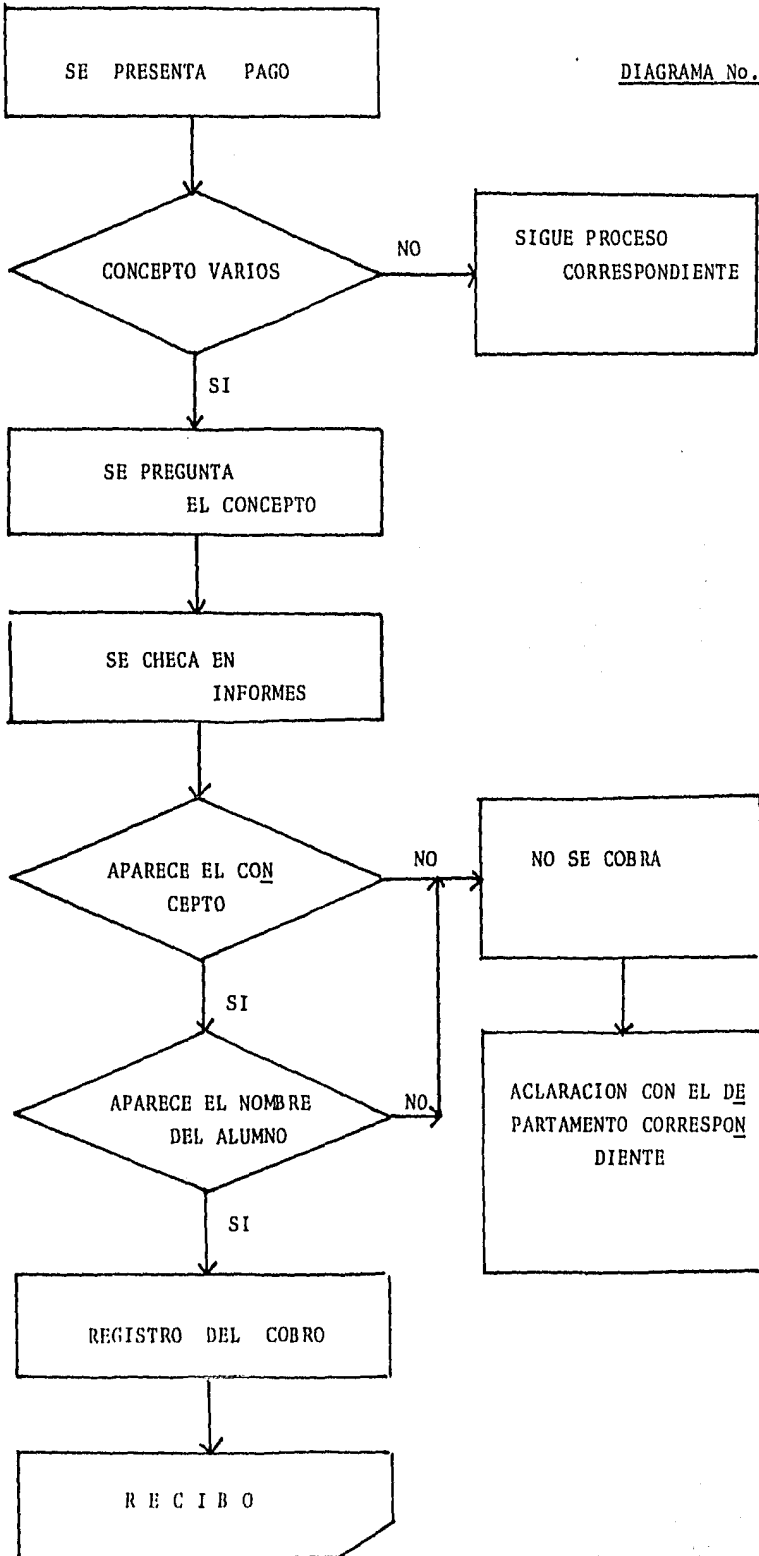 SE PRESENTA PAGO
DIAGRAMA No.
CONCEPTO VARIOS
NO
SIGUE PROCESO
CORRESPONDIENTE
SI
SE PREGUNTA
EL CONCEPTO
SE CHECA EN
INFORMES
APARECE EL CON
CEPTO
NO
NO SE COBRA
SI
APARECE EL NOMBRE
DEL ALUMNO
NO
ACLARACION CON EL DE
PARTAMENTO CORRESPON
DIENTE
SI
REGISTRO DEL COBRO
RECIBO